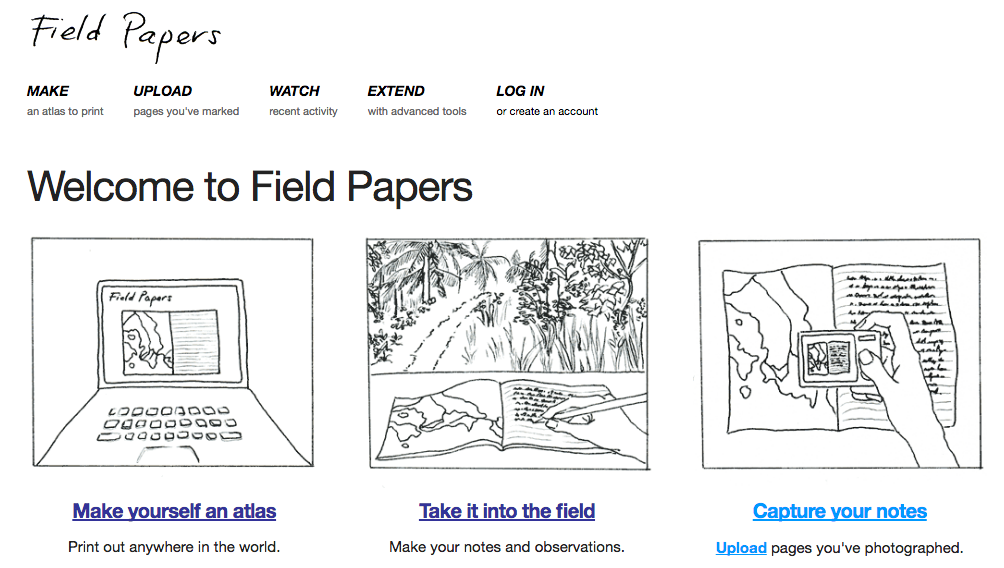 Field Papers
MAKE
an atlas to print
UPLOAD
pages you've marked
WATCH
recent activity
EXTEND
with advanced tools
LOG IN
or create an account
Welcome to Field Papers
Field Papers
Make yourself an atlas
Print out anywhere in the world.
Take it into the field
Make your notes and observations.
Capture your notes
Upload pages you've photographed.